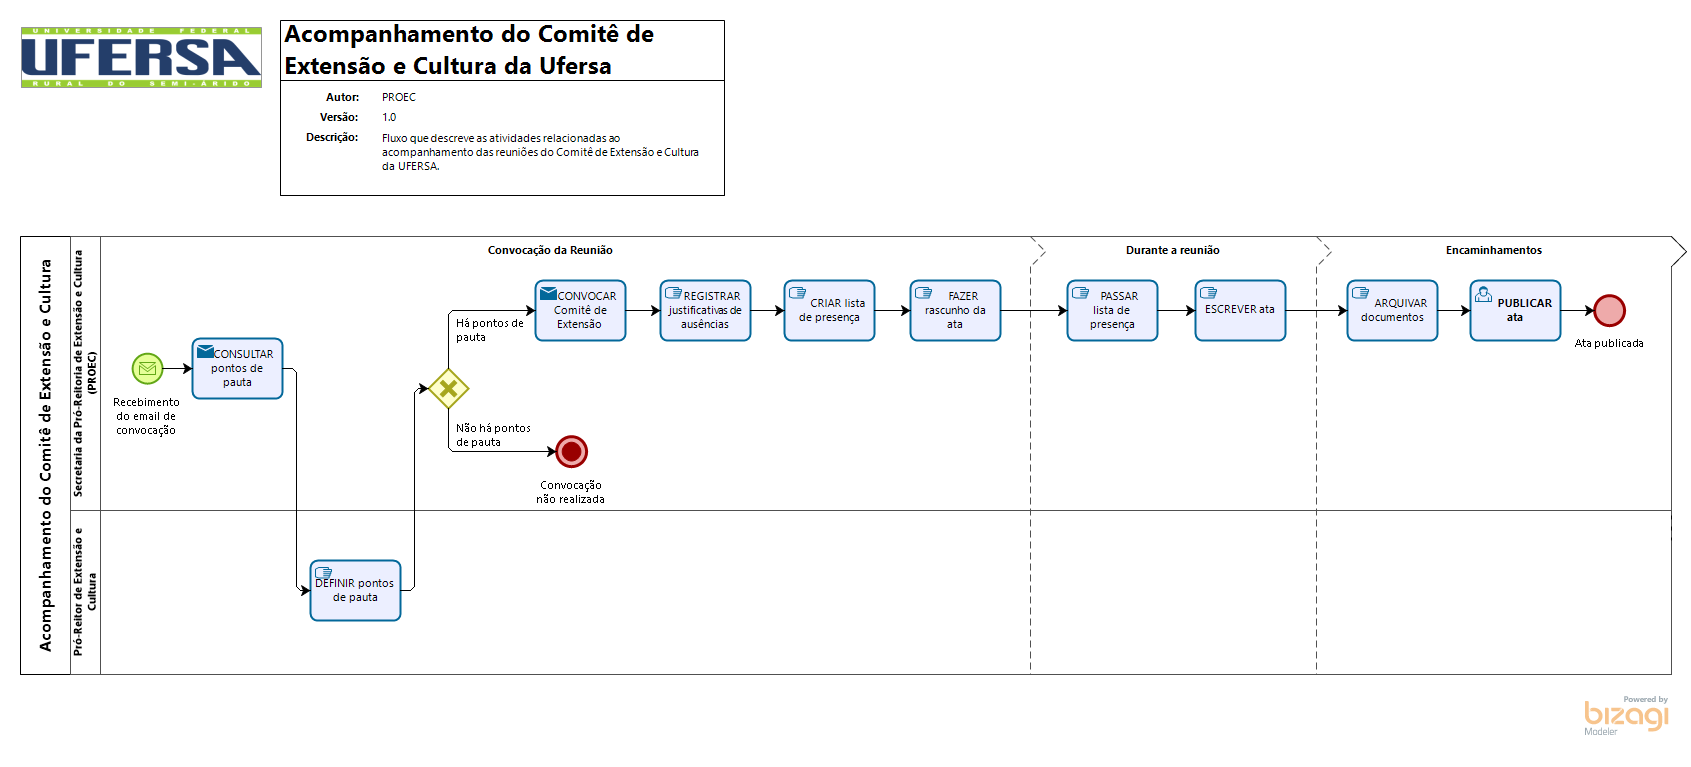 UNIVERSIDADE FEDERAL
UFERSA
RURAL DO SEMI-ÁRIDO
Acompanhamento do Comitê de
Extensão e Cultura da Ufersa
Autor: PROEC
Versão: 1.0
Descrição: Fluxo que descreve as atividades relacionadas ao
acompanhamento das reuniões do Comitê de Extensão e Cultura
da UFERSA.
Acompanhamento do Comitê de Extensão e Cultura
Secretaria da Pró-Reitoria de Extensão e Cultura
(PROEC)
Convocação da Reunião
Durante a reunião
Encaminhamentos
Recebimento
do email de
convocação
CONSULTAR
pontos de
pauta
Há pontos de
pauta
Não há pontos
de pauta
Convocação
não realizada
CONVOCAR
Comitê de
Extensão
REGISTRAR
justificativas de
ausências
CRIAR lista
de presença
FAZER
rascunho da
ata
PASSAR
lista de
presença
ESCREVER ata
ARQUIVAR
documentos
PUBLICAR
ata
Ata publicada
Pró-Reitor de Extensão e
Cultura
DEFINIR pontos
de pauta
Powered by
bizagi
Modeler